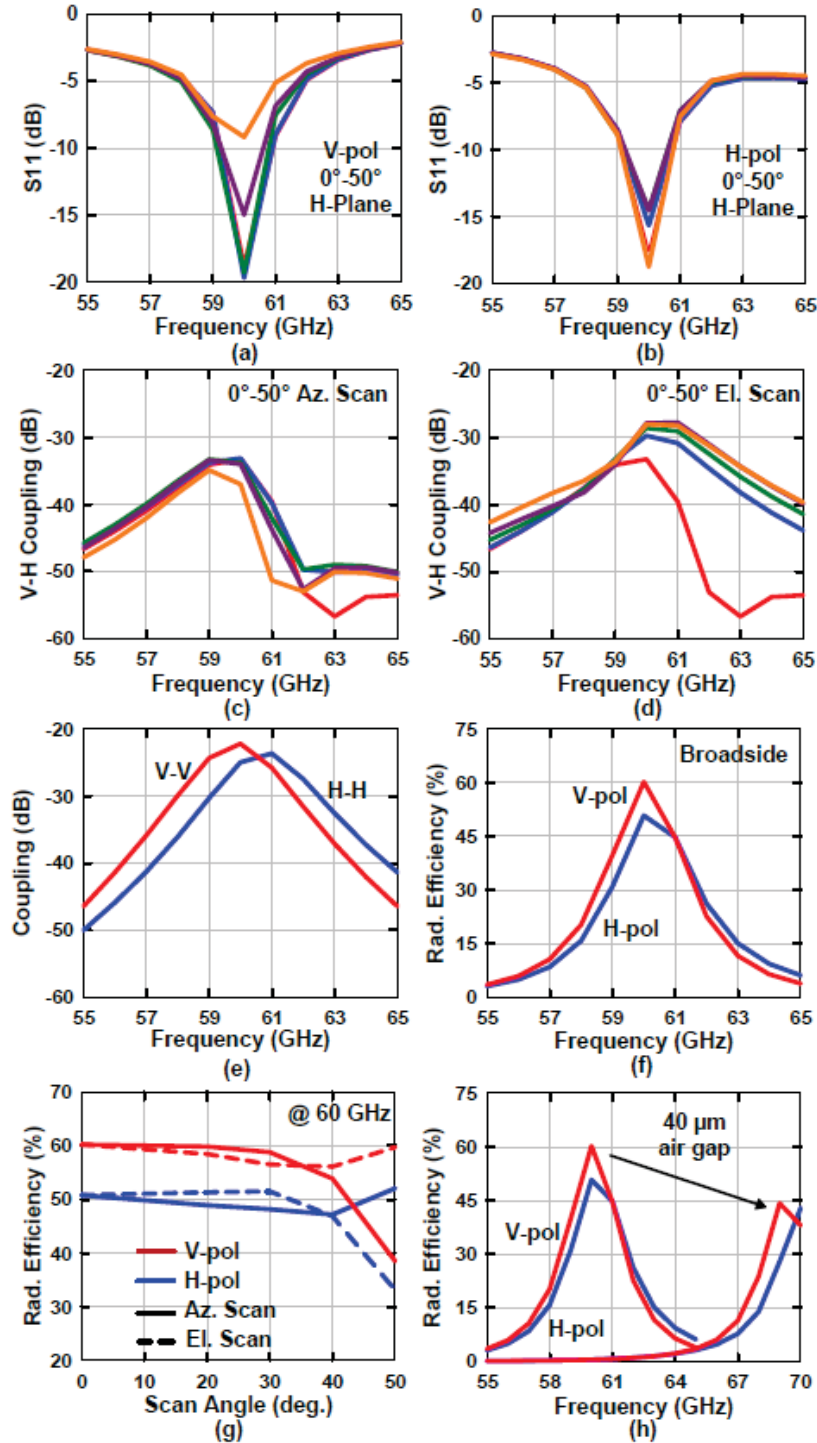 0
-5
-10
-15
-20
S11 (dB)
V-pol
0°-50°
H-Plane
55 57 59 61 63 65
Frequency (GHz)
(a)
0
-5
-10
-15
-20
S11 (dB)
H-pol
0°-50°
H-Plane
55 57 59 61 63 65
Frequency (GHz)
(b)
-20
-30
-40
-50
-60
V-H Coupling (dB)
0°-50° Az. Scan
55 57 59 61 63 65
Frequency (GHz)
(c)
-20
-30
-40
-50
-60
V-H Coupling (dB)
0°-50° El. Scan
55 57 59 61 63 65
Frequency (GHz)
(d)
-20
-30
-40
-50
-60
Coupling (dB)
V-V
H-H
55 57 59 61 63 65
Frequency (GHz)
(e)
75
60
45
30
15
0
Rad. Efficiency (%)
Broadside
V-pol
H-pol
55 57 59 61 63 65
Frequency (GHz)
(f)
70
60
50
40
30
20
Rad. Efficiency (%)
@ 60 GHz
V-pol
H-pol
Az. Scan
El. Scan
0 10 20 30 40 50
Scan Angle (deg.)
(g)
75
60
45
30
15
0
Rad. Efficiency (%)
40 µm
air gap
V-pol
H-pol
55 58 61 64 67 70
Frequency (GHz)
(h)